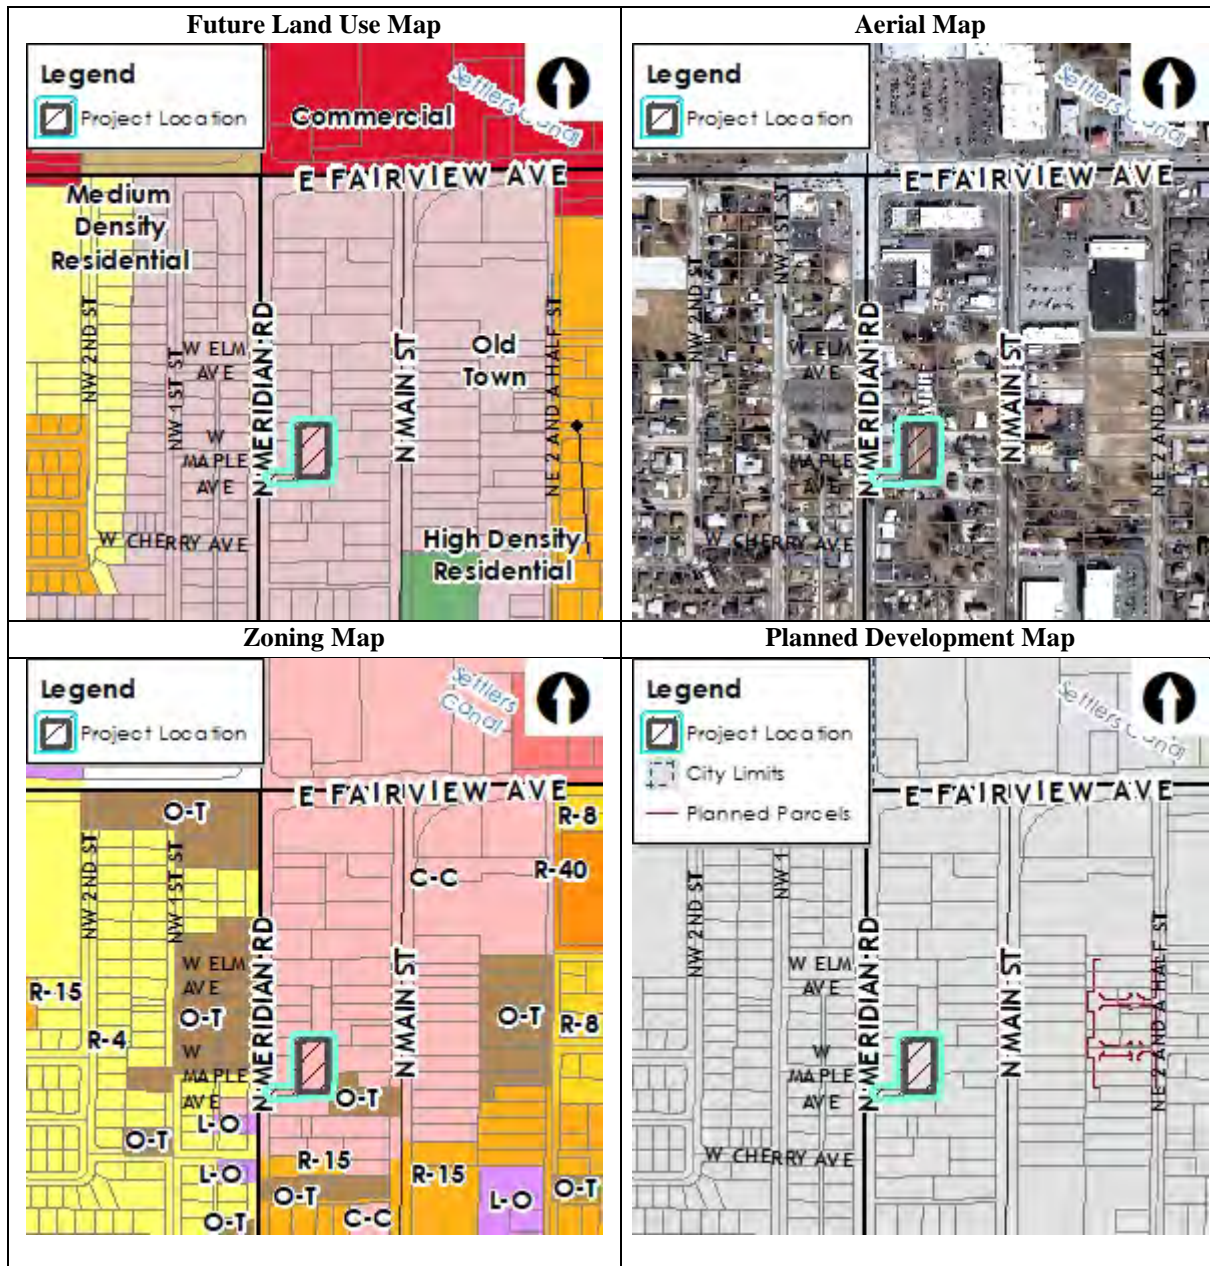 Future Land Use Map
Legend
Project Location
Settlers Canal
Commercial
E FAIRVIEW AVE
Medium
Density
Residential
NW 2ND ST
NW 1ST ST
W ELM
AVE
W
MAPLE
AVE
W CHERRY AVE
N MERIDIAN RD
N MAIN ST
Old
Town
NE 2 AND A HALF ST
High Density
Residential
Aerial Map
Legend
Project Location
Settlers
Canal
E FAIRVIEW AVE
NW 2ND ST
NW 1ST ST
W ELM
AVE
W
MAPLE
AVE
W CHERRY AVE
N MERIDIAN RD
N MAIN ST
NE 2 AND A HALF ST
Zoning Map
Legend
Project Location
Settlers
Canal
E FAIRVIEW AVE
O-T
R-8
C-C
R-40
NW 2ND ST
NW 1ST ST
N MERIDIAN RD
N MAIN ST
W ELM
AVE
R-15
O-T
O-T
R-8
R-4
W
MAPLE
AVE
O-T
L-O
O-T
R-15
R-15
L-O
O-T
L-O
O-T
C-C
O-T
Planned Development Map
Legend
Project Location
City Limits
Planned Parcels
Settlers Canal
E FAIRVIEW AVE
NW 2ND ST
NW 1
W ELM
AVE
W
MAPLE
AVE
W CHERRY AVE
N MERIDIAN RD
N MAIN ST
NE 2 AND A HALF ST